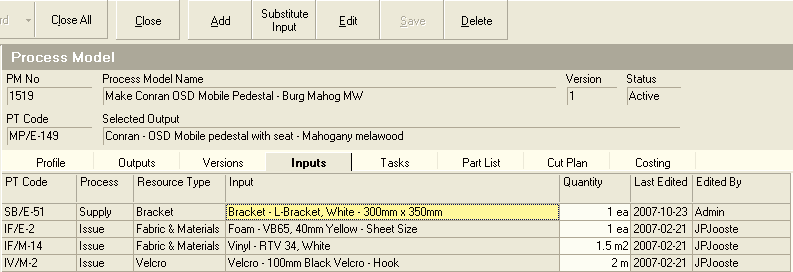 rd Close All Close Add Substitute Input Edit Save Delete
Process Model
PM No Process Model Name Version Status
1519 Make Conran OSD Mobile Pedestal - Burg Mahog MW 1 Active
PT Code Selected Output
MP/E-149 Conran - OSD Mobile pedestal with seat - Mahogany melawood
Profile Outputs Versions Inputs Tasks Part List Cut Plan Costing
PT Code Process Resource Type Input Quantity Last Edited Edited By
SB/E-51 Supply Bracket Bracket - L-Bracket, White - 300mm x 350mm 1 ea 2007-10-23 Admin
IF/E-2 Issue Fabric & Materials Foam - VB65, 40mm Yellow - Sheet Size 1 ea 2007-02-21 JPJooste
IF/M-14 Issue Fabric & Materials Vinyl - RTV 34, White 1.5 m2 2007-02-21 JPJooste
IV/M-2 Issue Velcro Velcro - 100mm Black Velcro - Hook 2 m 2007-02-21 JPJooste